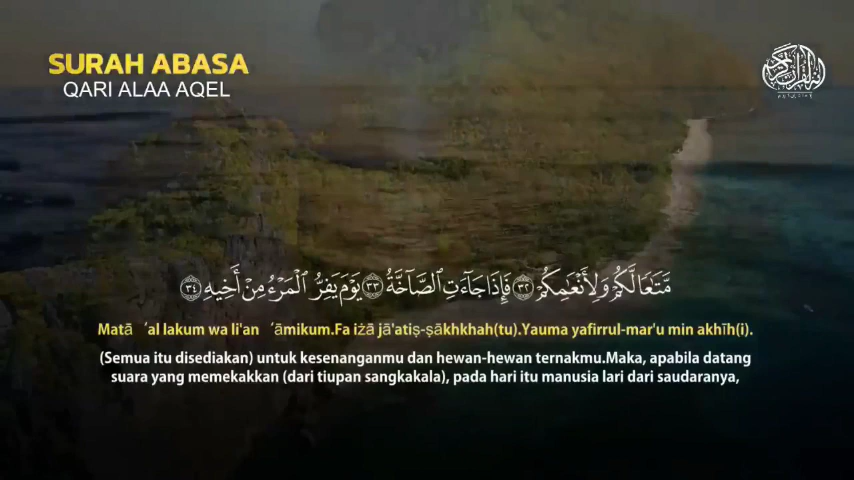 SURAH ABASA
QARI ALAA AQEL
مَّتَـٰعًا لَّكُمْ وَلِأَنْعَـٰمِكُمْ ٣٢ فَإِذَا جَآءَتِ ٱلصَّآخَّةُ ٣٣ يَوْمَ يَفِرُّ ٱلْمَرْءُ مِنْ أَخِيهِ ٣٤
Matā‘al lakum wa li'an‘āmikum.Fa iżā jā'atiṣ-ṣākhkhah(tu).Yauma yafirrul-mar'u min akhīh(i).
(Semua itu disediakan) untuk kesenanganmu dan hewan-hewan ternakmu.Maka, apabila datang
suara yang memekakkan (dari tiupan sangkakala), pada hari itu manusia lari dari saudaranya,